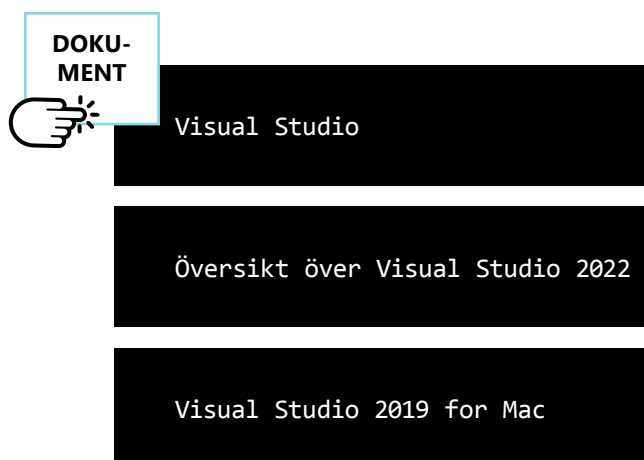 DOKU-
MENT
Visual Studio
Översikt över Visual Studio 2022
Visual Studio 2019 for Mac